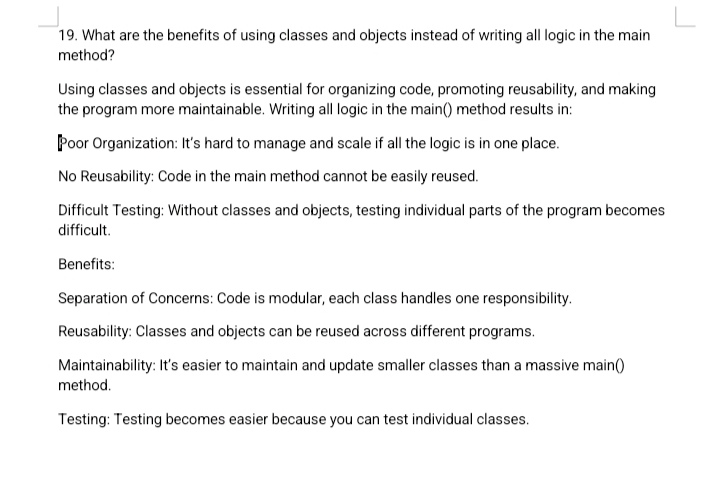 19. What are the benefits of using classes and objects instead of writing all logic in the main
method?
Using classes and objects is essential for organizing code, promoting reusability, and making
the program more maintainable. Writing all logic in the main() method results in:
Poor Organization: It's hard to manage and scale if all the logic is in one place.
No Reusability: Code in the main method cannot be easily reused.
Difficult Testing: Without classes and objects, testing individual parts of the program becomes
difficult.
Benefits:
Separation of Concerns: Code is modular, each class handles one responsibility.
Reusability: Classes and objects can be reused across different programs.
Maintainability: It's easier to maintain and update smaller classes than a massive main()
method.
Testing: Testing becomes easier because you can test individual classes.